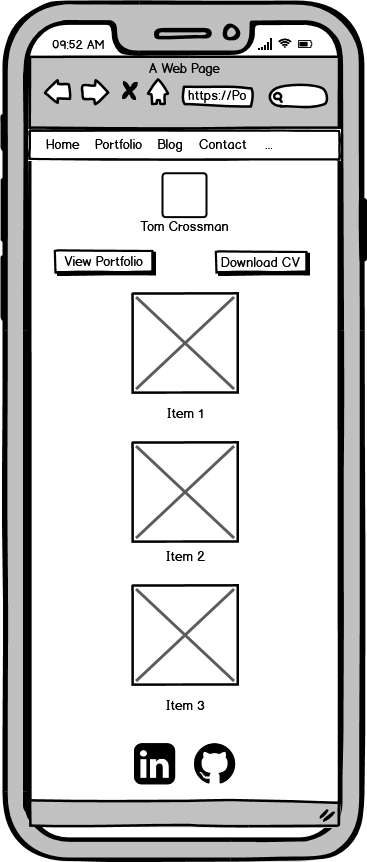 09:52 AM
A Web Page
https://Po
Home Portfolio Blog Contact ...
Tom Crossman
View Portfolio Download CV
Item 1
Item 2
Item 3
in